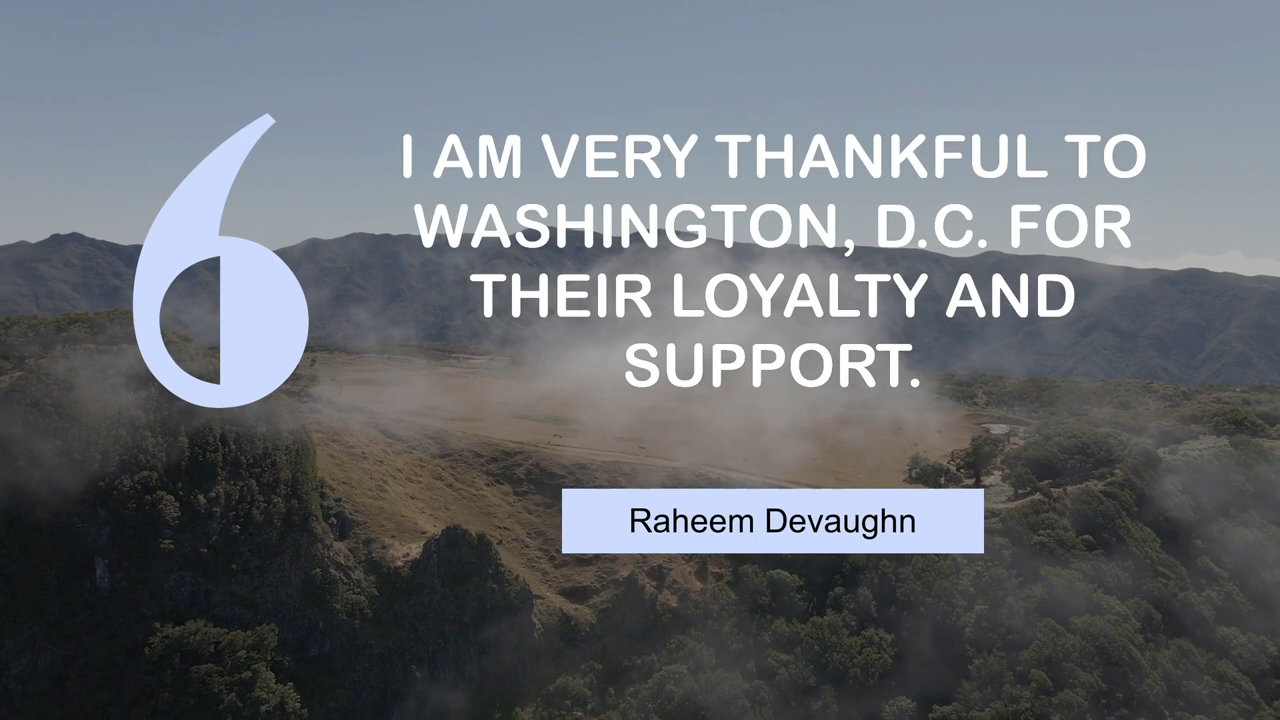 I AM VERY THANKFUL TO
WASHINGTON, D.C. FOR
THEIR LOYALTY AND
SUPPORT.
Raheem Devaughn